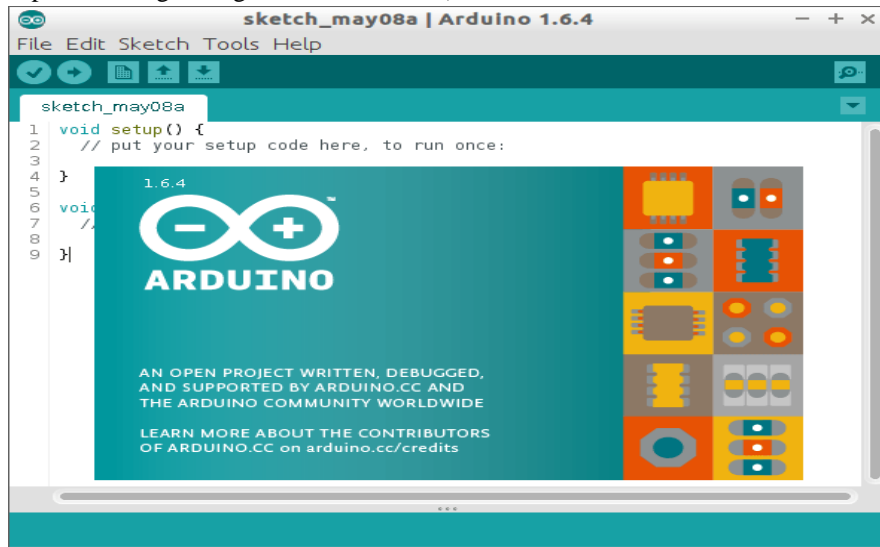 sketch_may08a | Arduino 1.6.4
File Edit Sketch Tools Help
sketch_may08a
1 void setup() {
2 // put your setup code here, to run once:
3
4 }
5
6 void
7 //
8
9 }
1.6.4
ARDUINO
™
AN OPEN PROJECT WRITTEN, DEBUGGED,
AND SUPPORTED BY ARDUINO.CC AND
THE ARDUINO COMMUNITY WORLDWIDE
LEARN MORE ABOUT THE CONTRIBUTORS
OF ARDUINO.CC on arduino.cc/credits